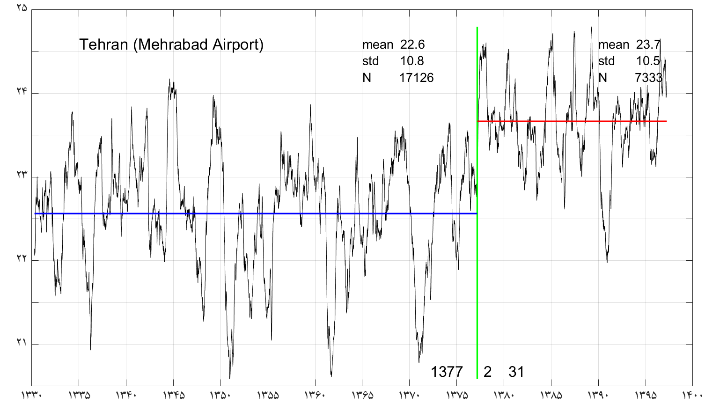 ۲۵
Tehran (Mehrabad Airport)
mean 22.6
std 10.8
N 17126
mean 23.7
std 10.5
N 7333
۲۴
۲۳
۲۲
۲۱
1377 2 31
۱۳۳۰ ۱۳۳۵ ۱۳۴۰ ۱۳۴۵ ۱۳۵۰ ۱۳۵۵ ۱۳۶۰ ۱۳۶۵ ۱۳۷۰ ۱۳۷۵ ۱۳۸۰ ۱۳۸۵ ۱۳۹۰ ۱۳۹۵ ۱۴۰۰